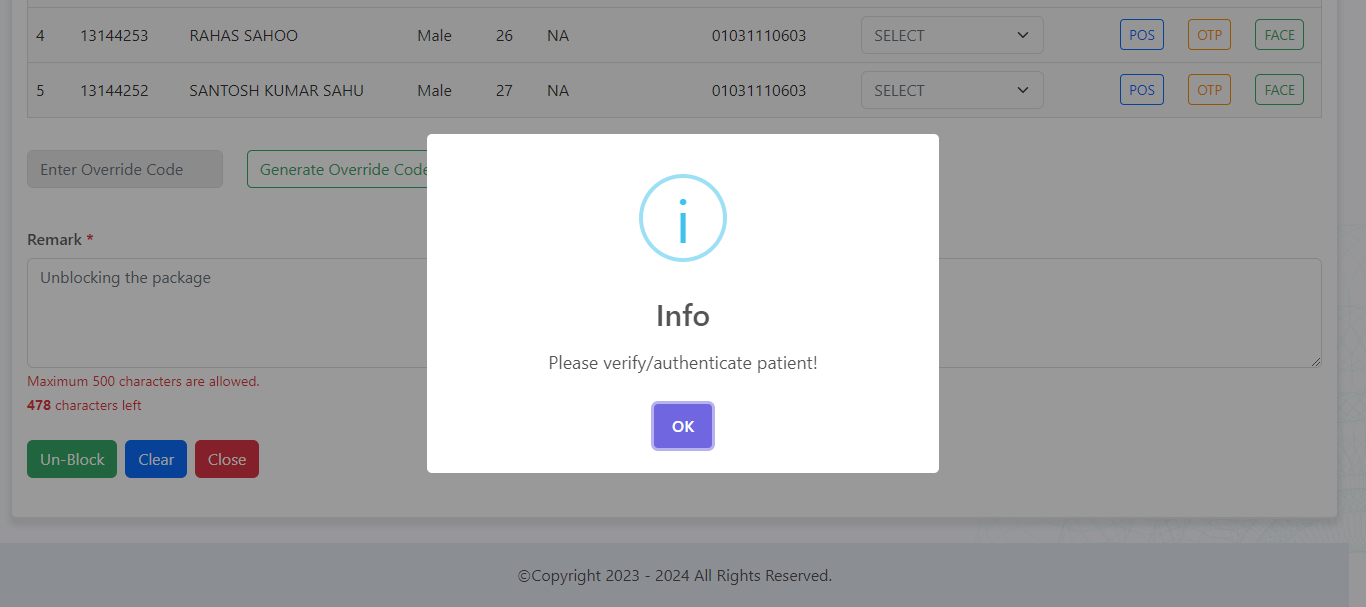 4 13144253 RAHAS SAHOO Male 26 NA 01031110603 SELECT POS OTP FACE
5 13144252 SANTOSH KUMAR SAHU Male 27 NA 01031110603 SELECT POS OTP FACE
Enter Override Code Generate Override Code
i
Info
Please verify/authenticate patient!
OK
Remark *
Unblocking the package
Maximum 500 characters are allowed.
478 characters left
Un-Block Clear Close
©Copyright 2023 - 2024 All Rights Reserved.